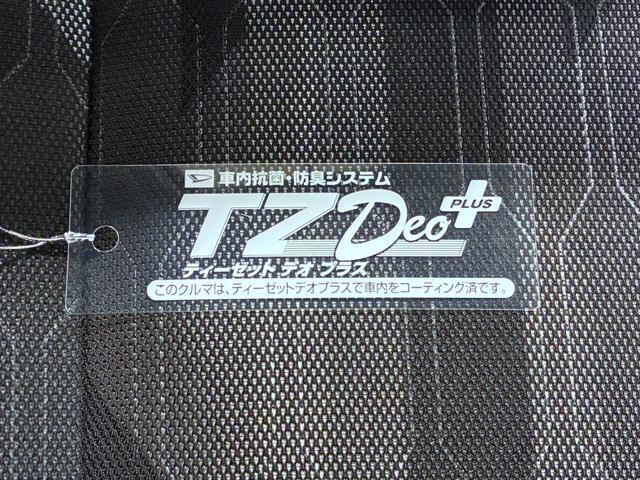 車内抗菌・防臭システム
TZ Deo PLUS
ティーゼット デオ プラス
このクルマは、ティーゼットデオプラスで車内をコーティング済です。